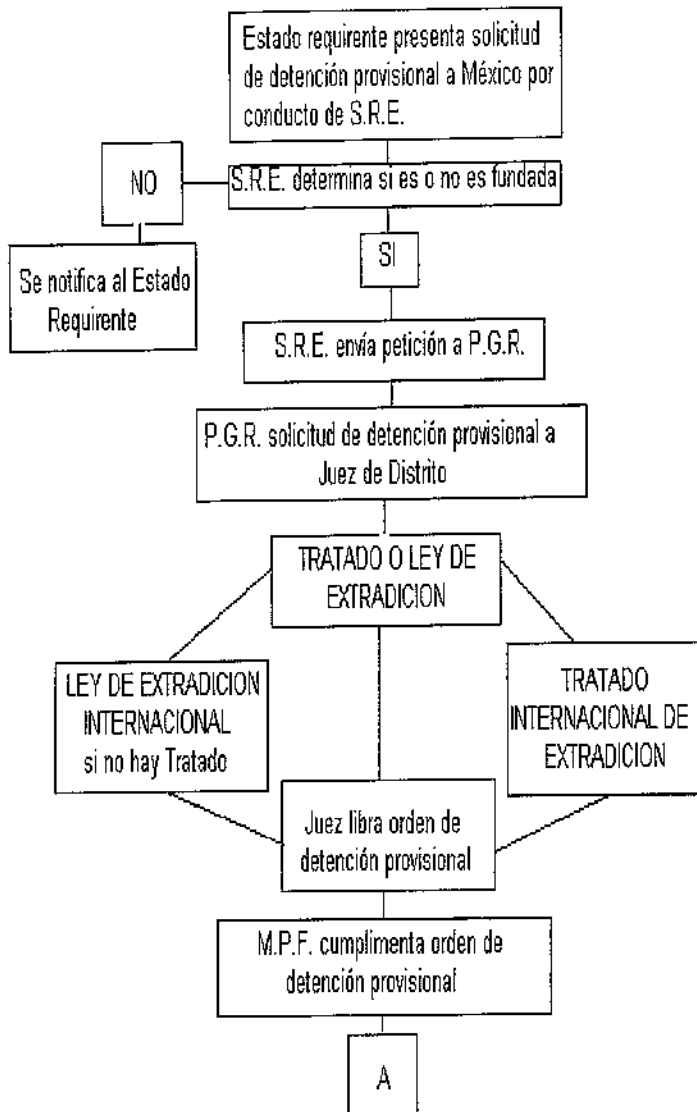 Estado requirente presenta solicitud
de detención provisional a México por
conducto de S.R.E.
NO
S.R.E. determina si es o no es fundada
Se notifica al Estado
Requirente
SI
S.R.E. envía petición a P.G.R.
P.G.R. solicitud de detención provisional a
Juez de Distrito
TRATADO O LEY DE
EXTRADICION
LEY DE EXTRADICION
INTERNACIONAL
si no hay Tratado
TRATADO
INTERNACIONAL DE
EXTRADICION
Juez libra orden de
detención provisional
M.P.F. cumplimenta orden de
detención provisional
A